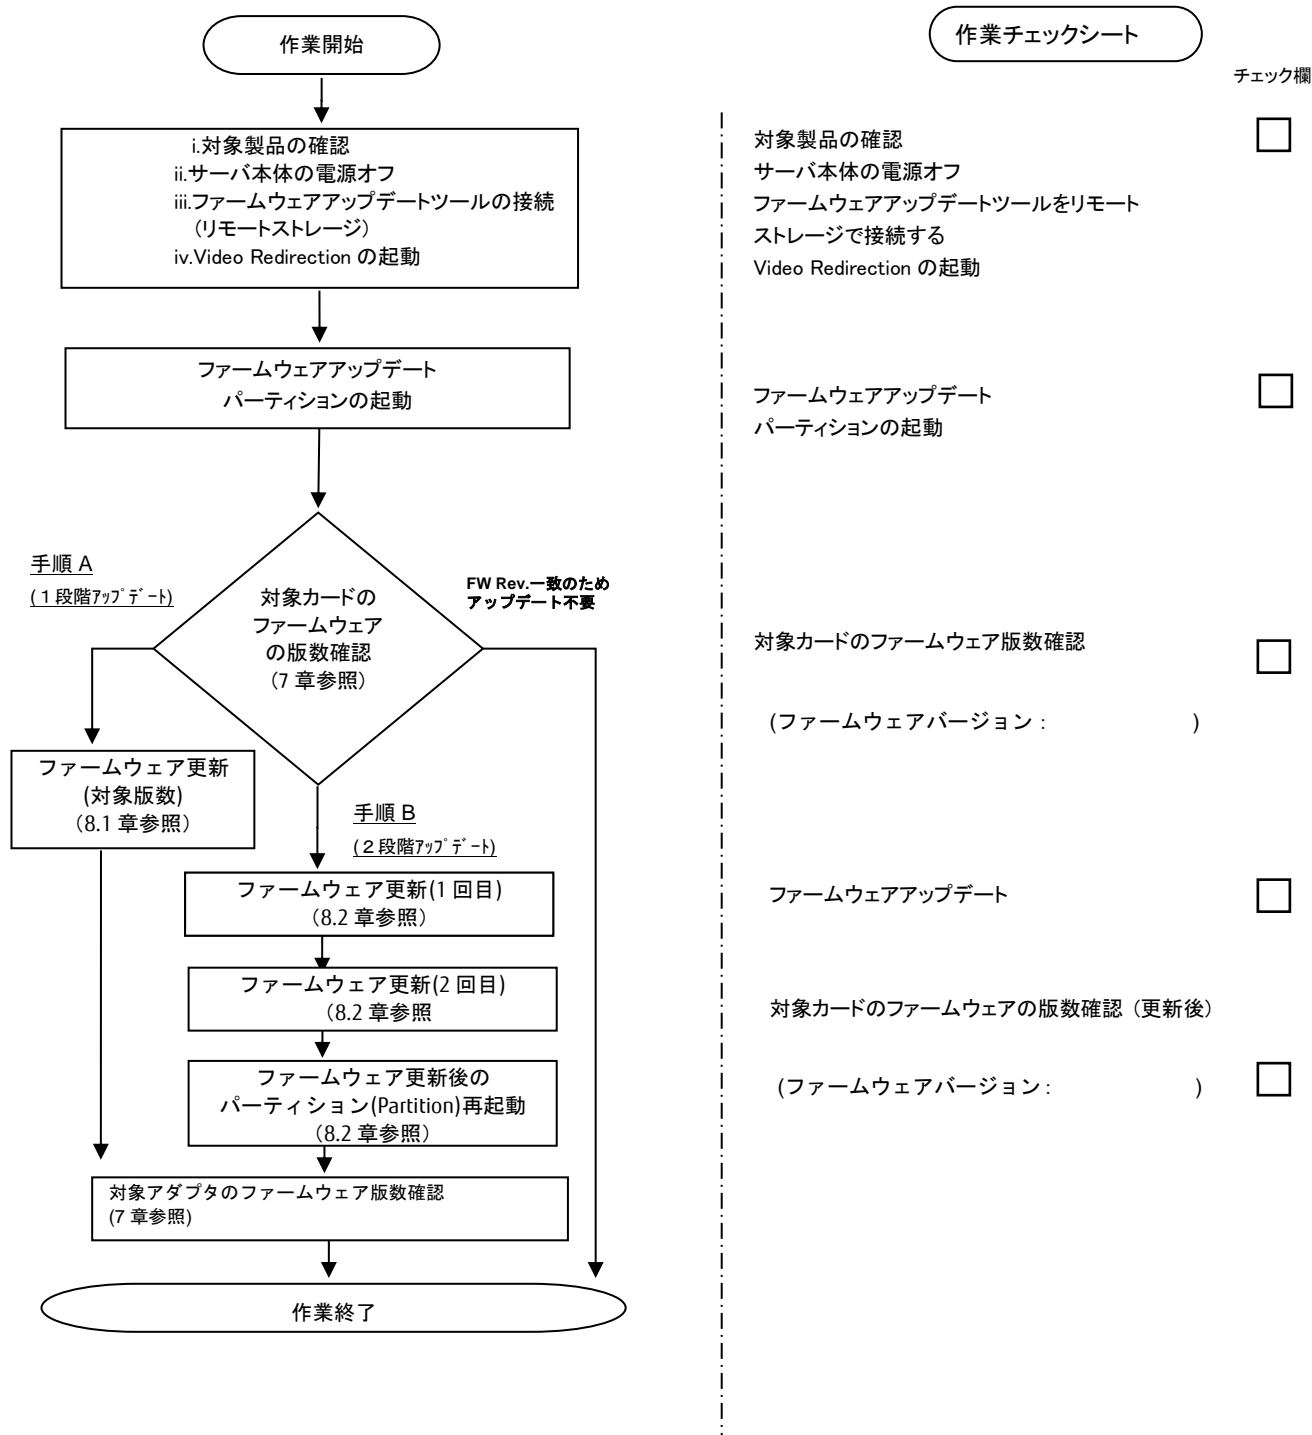 作業開始
i.対象製品の確認
ii.サーバ本体の電源オフ
iii.ファームウェアアップデートツールの接続
(リモートストレージ)
iv.Video Redirection の起動
ファームウェアアップデート
パーティションの起動
手順 A
(１段階ｱｯﾌﾟﾃﾞｰﾄ)
対象カードの
ファームウェア
の版数確認
(7 章参照)
FW Rev.一致のため
アップデート不要
ファームウェア更新
(対象版数)
(8.1 章参照)
手順 B
(２段階ｱｯﾌﾟﾃﾞｰﾄ)
ファームウェア更新(1 回目)
(8.2 章参照)
ファームウェア更新(2 回目)
(8.2 章参照
ファームウェア更新後の
パーティション(Partition)再起動
(8.2 章参照)
対象アダプタのファームウェア版数確認
(7 章参照)
作業終了
作業チェックシート
チェック欄
対象製品の確認
サーバ本体の電源オフ
ファームウェアアップデートツールをリモート
ストレージで接続する
Video Redirection の起動
ファームウェアアップデート
パーティションの起動
対象カードのファームウェア版数確認
(ファームウェアバージョン： )
ファームウェアアップデート
対象カードのファームウェアの版数確認（更新後）
(ファームウェアバージョン： )